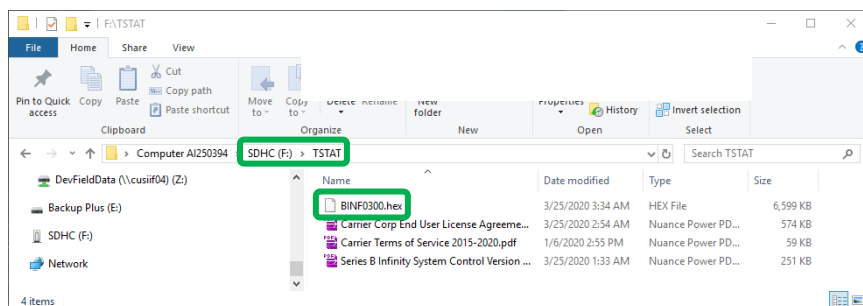 F:\TSTAT
File Home Share View
Pin to Quick access Copy Paste Cut Copy path Paste shortcut Move to Copy to Delete Rename New folder Properties History Invert selection
Clipboard Organize New Open Select
Computer AI250394 SDHC (F:) TSTAT Search TSTAT
DevFieldData (\\cusiif04) (Z:)
Backup Plus (E:)
SDHC (F:)
Network
Name Date modified Type Size
BINF0300.hex 3/25/2020 3:34 AM HEX File 6,599 KB
Carrier Corp End User License Agreeme... 3/25/2020 2:54 AM Nuance Power PD... 574 KB
Carrier Terms of Service 2015-2020.pdf 1/6/2020 2:55 PM Nuance Power PD... 59 KB
Series B Infinity System Control Version ... 3/25/2020 1:33 AM Nuance Power PD... 251 KB
4 items